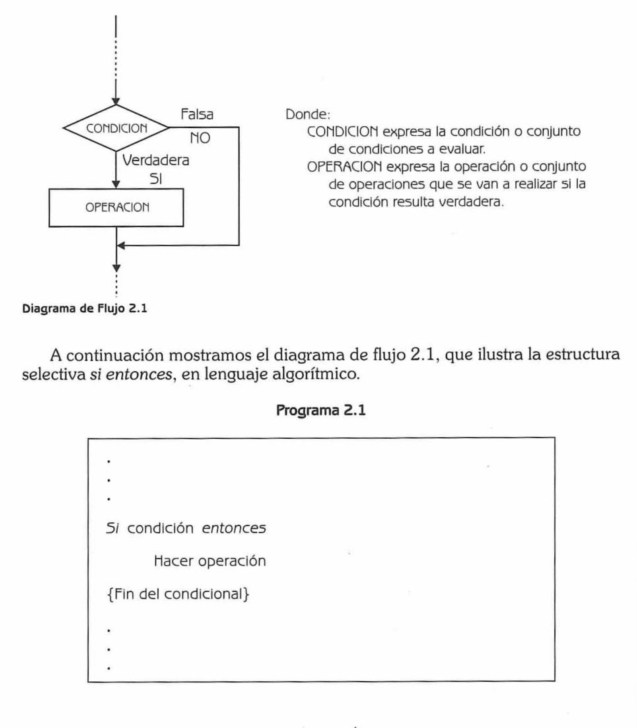 Falsa
CONDICION
NO
Verdadera
SI
OPERACION
Donde:
CONDICION expresa la condición o conjunto
de condiciones a evaluar.
OPERACION expresa la operación o conjunto
de operaciones que se van a realizar si la
condición resulta verdadera.
Diagrama de Flujo 2.1
A continuación mostramos el diagrama de flujo 2.1, que ilustra la estructura
selectiva si entonces, en lenguaje algorítmico.
Programa 2.1
.
.
.
Si condición entonces
Hacer operación
{Fin del condicional}
.
.
.